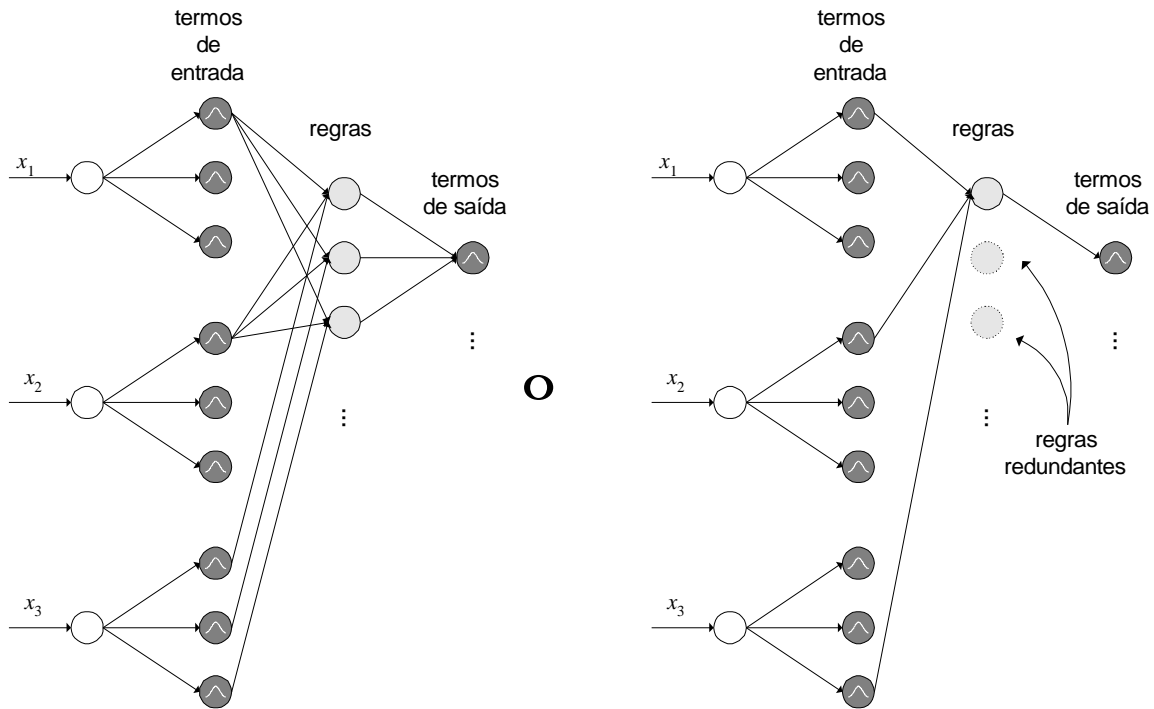 termos
de
entrada
regras
x1
termos
de saída
x2
⋮
⋮
x3
O
termos
de
entrada
regras
x1
termos
de saída
x2
⋮
⋮
regras
redundantes
x3